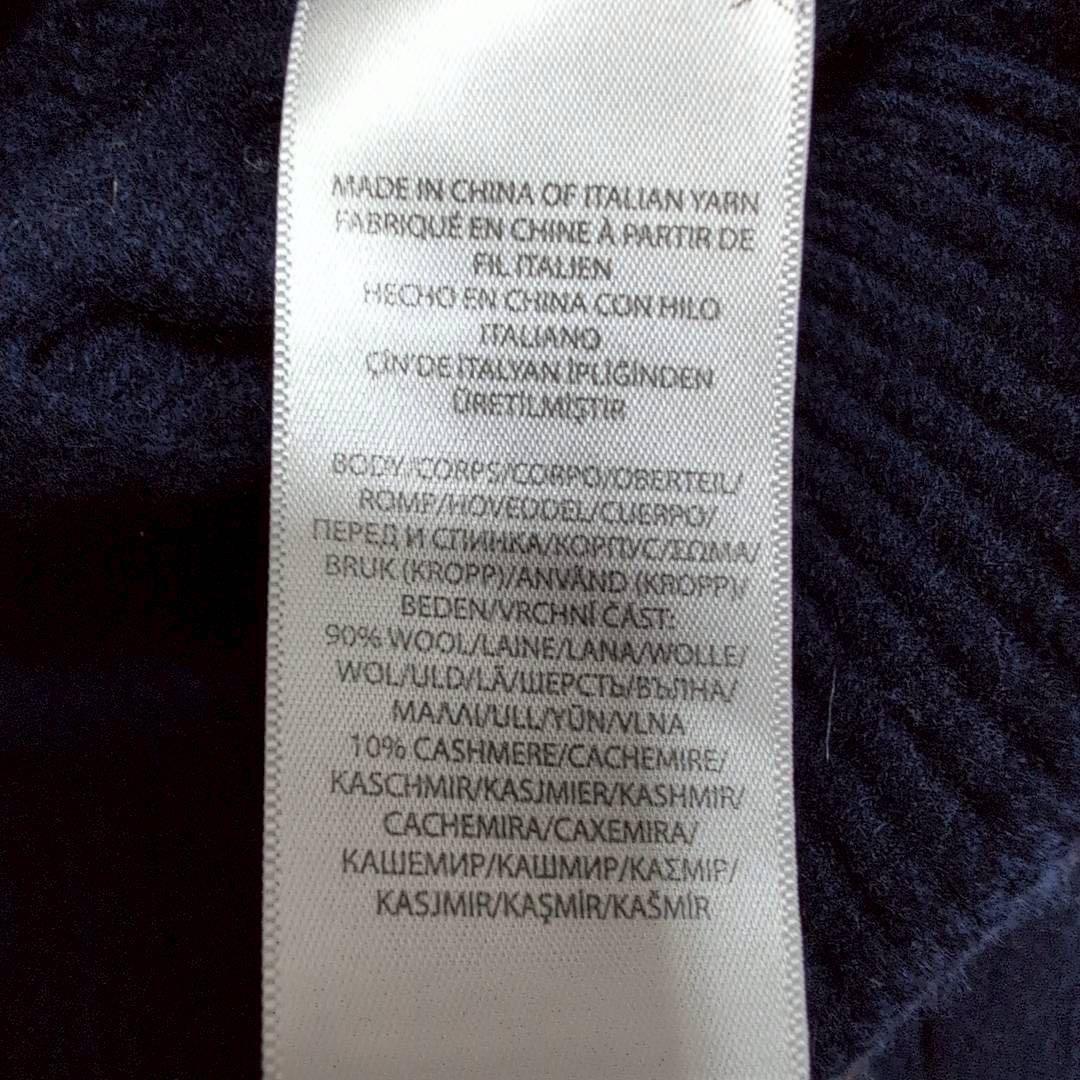 MADE IN CHINA OF ITALIAN YARN
FABRIQUÉ EN CHINE À PARTIR DE
FIL ITALIEN
HECHO EN CHINA CON HILO
ITALIANO
ÇİN'DE İTALYAN İPLİĞİNDEN
ÜRETİLMİŞTİR
BODY/CORPS/CORPO/OBERTEIL/
ROMP/HOVEDDEL/CUERPO/
ПЕРЕД И СПИНКА/КОРПУС/ΣΩΜΑ/
BRUK (KROPP)/ANVÄND (KROPP)/
BEDEN/VRCHNÍ ČÁST:
90% WOOL/LAINE/LANA/WOLLE/
WOL/ULD/LÃ/ШЕРСТЬ/ВЪЛНА/
ΜΑΛΛΙ/ULL/YÜN/VLNA
10% CASHMERE/CACHEMIRE/
KASCHMIR/KASJMIER/KASHMIR/
CACHEMIRA/CAXEMIRA/
КАШЕМИР/КАШМИР/ΚΑΣΜΙΡ/
KASJMIR/KAŞMİR/KAŠMÍR